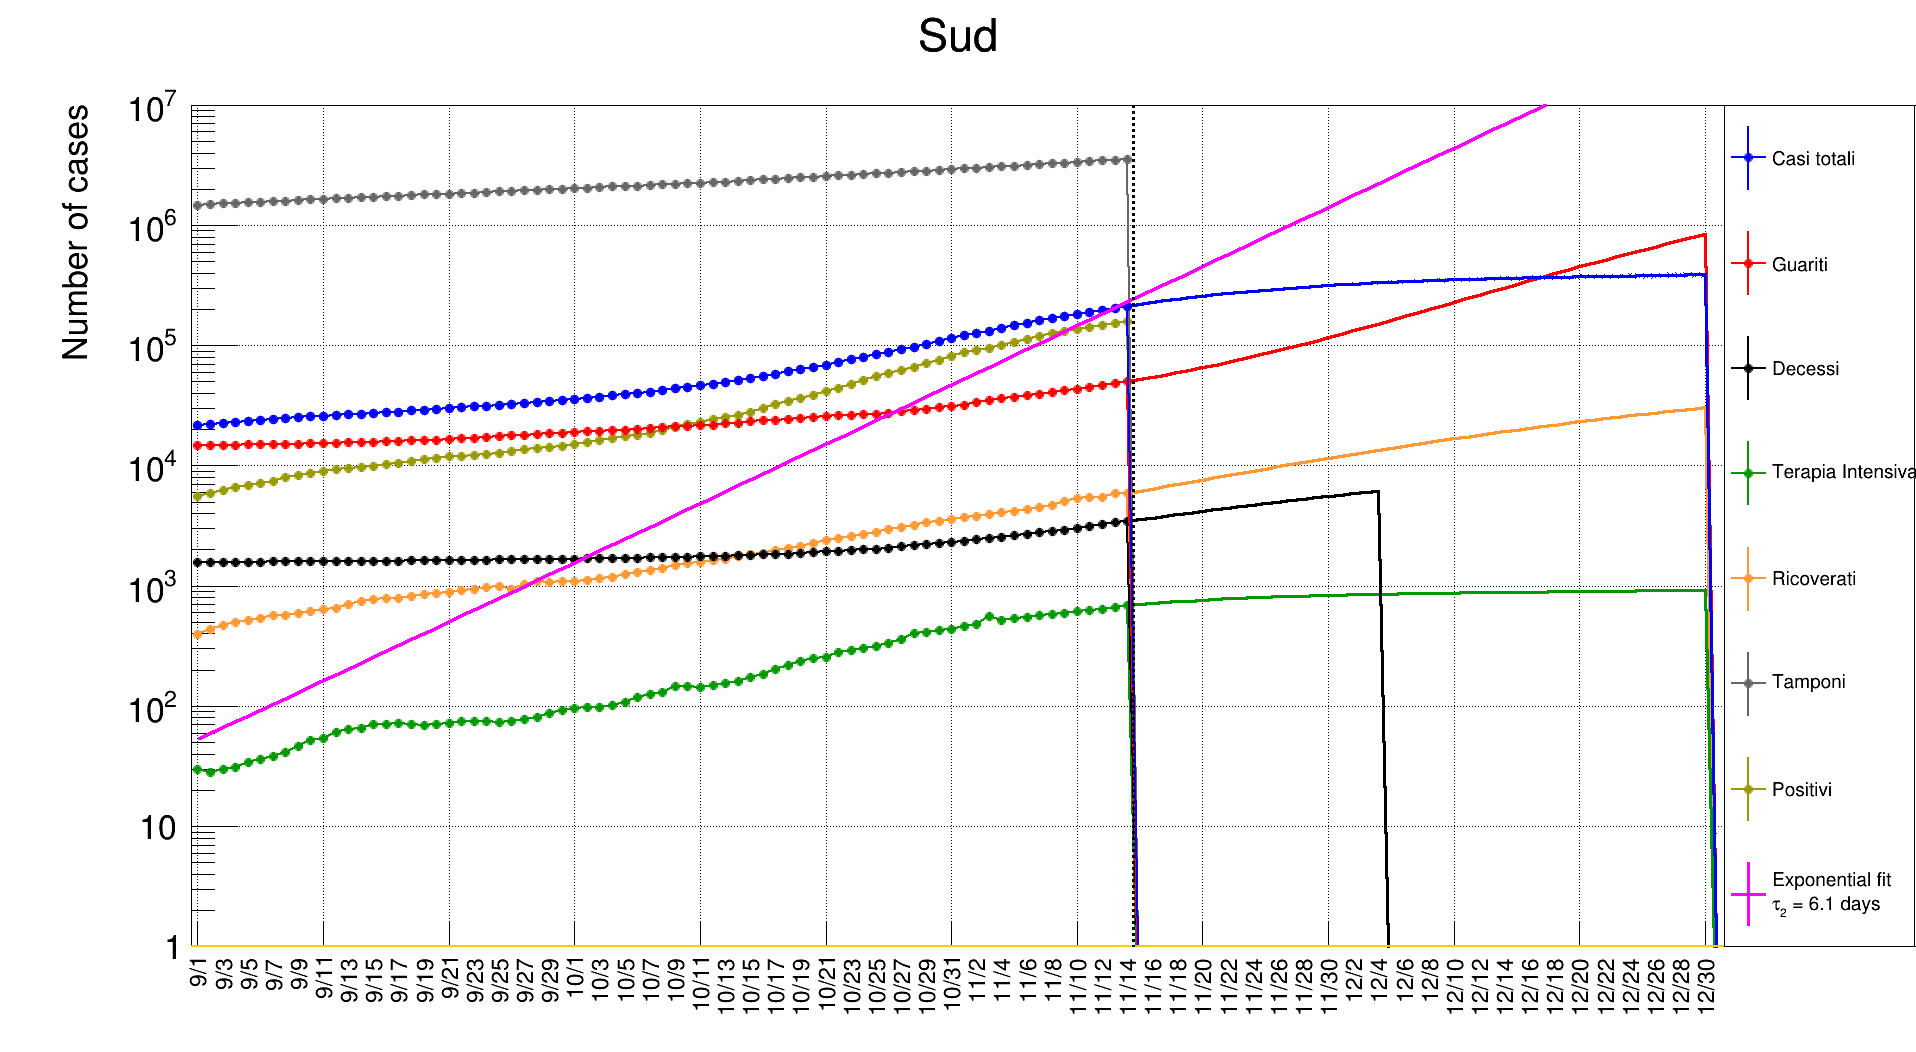 Sud
Number of cases
10^7
10^6
10^5
10^4
10^3
10^2
10
1
9/1 9/3 9/5 9/7 9/9 9/11 9/13 9/15 9/17 9/19 9/21 9/23 9/25 9/27 9/29 10/1 10/3 10/5 10/7 10/9 10/11 10/13 10/15 10/17 10/19 10/21 10/23 10/25 10/27 10/29 10/31 11/2 11/4 11/6 11/8 11/10 11/12 11/14 11/16 11/18 11/20 11/22 11/24 11/26 11/28 11/30 12/2 12/4 12/6 12/8 12/10 12/12 12/14 12/16 12/18 12/20 12/22 12/24 12/26 12/28 12/30
Casi totali
Guariti
Decessi
Terapia Intensiva
Ricoverati
Tamponi
Positivi
Exponential fit
τ₂ = 6.1 days